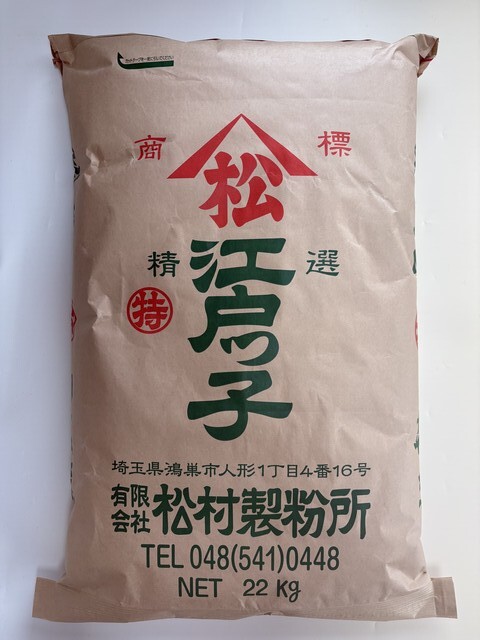 商 標
松
精 選
江戸っ子
特
埼玉県鴻巣市人形1丁目4番16号
有限会社 松村製粉所
TEL 048(541)0448
NET 22 Kg